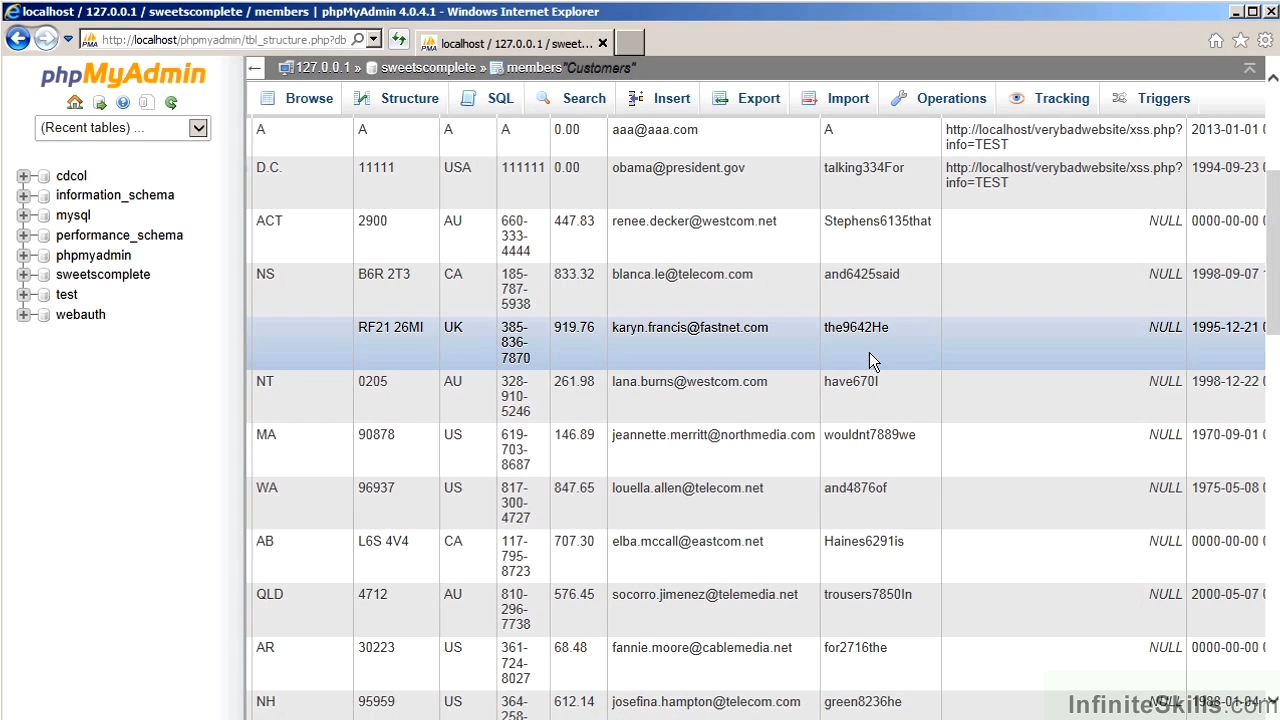 localhost / 127.0.0.1 / sweetscomplete / members | phpMyAdmin 4.0.4.1 - Windows Internet Explorer
http://localhost/phpmyadmin/tbl_structure.php?db
localhost / 127.0.0.1 / sweet...
phpMyAdmin
(Recent tables) ...
cdcol
information_schema
mysql
performance_schema
phpmyadmin
sweetscomplete
test
webauth
127.0.0.1 » sweetscomplete » members "Customers"
Browse Structure SQL Search Insert Export Import Operations Tracking Triggers
A A A A 0.00 aaa@aaa.com A http://localhost/verybadwebsite/xss.php? 2013-01-01 0
info=TEST
D.C. 11111 USA 111111 0.00 obama@president.gov talking334For http://localhost/verybadwebsite/xss.php? 1994-09-23
info=TEST
ACT 2900 AU 660- 447.83 renee.decker@westcom.net Stephens6135that NULL 0000-00-00
333-
4444
NS B6R 2T3 CA 185- 833.32 blanca.le@telecom.com and6425said NULL 1998-09-07
787-
5938
RF21 26MI UK 385- 919.76 karyn.francis@fastnet.com the9642He NULL 1995-12-21
836-
7870
NT 0205 AU 328- 261.98 lana.burns@westcom.com have670I NULL 1998-12-22
910-
5246
MA 90878 US 619- 146.89 jeannette.merritt@northmedia.com wouldnt7889we NULL 1970-09-01
703-
8687
WA 96937 US 817- 847.65 louella.allen@telecom.net and4876of NULL 1975-05-08
300-
4727
AB L6S 4V4 CA 117- 707.30 elba.mccall@eastcom.net Haines6291is NULL 0000-00-00
795-
8723
QLD 4712 AU 810- 576.45 socorro.jimenez@telemedia.net trousers7850In NULL 2000-05-07
296-
7738
AR 30223 US 361- 68.48 fannie.moore@cablemedia.net for2716the NULL 0000-00-00
724-
8027
NH 95959 US 364- 612.14 josefina.hampton@telecom.com green8236he NULL 1988-01-04
258-
InfiniteSkills.com